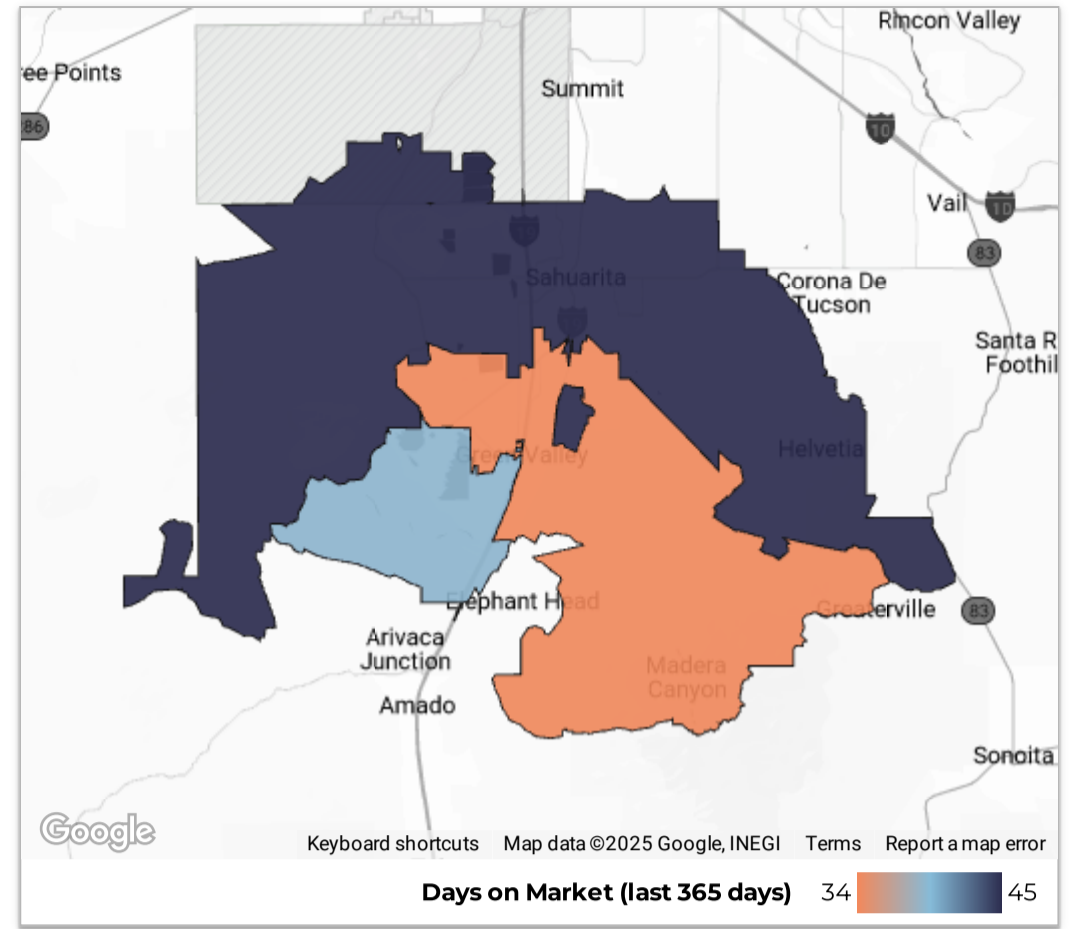 Rincon Valley
ree Points
Summit
86
10
Vail
10
83
Sahuarita
Corona De
Tucson
Santa R
Foothil
Helvetia
Green Valley
Elephant Head
Greaterville
83
Arivaca
Junction
Madera
Canyon
Amado
Sonoita
Google
Keyboard shortcuts Map data ©2025 Google, INEGI Terms Report a map error
Days on Market (last 365 days) 34 45